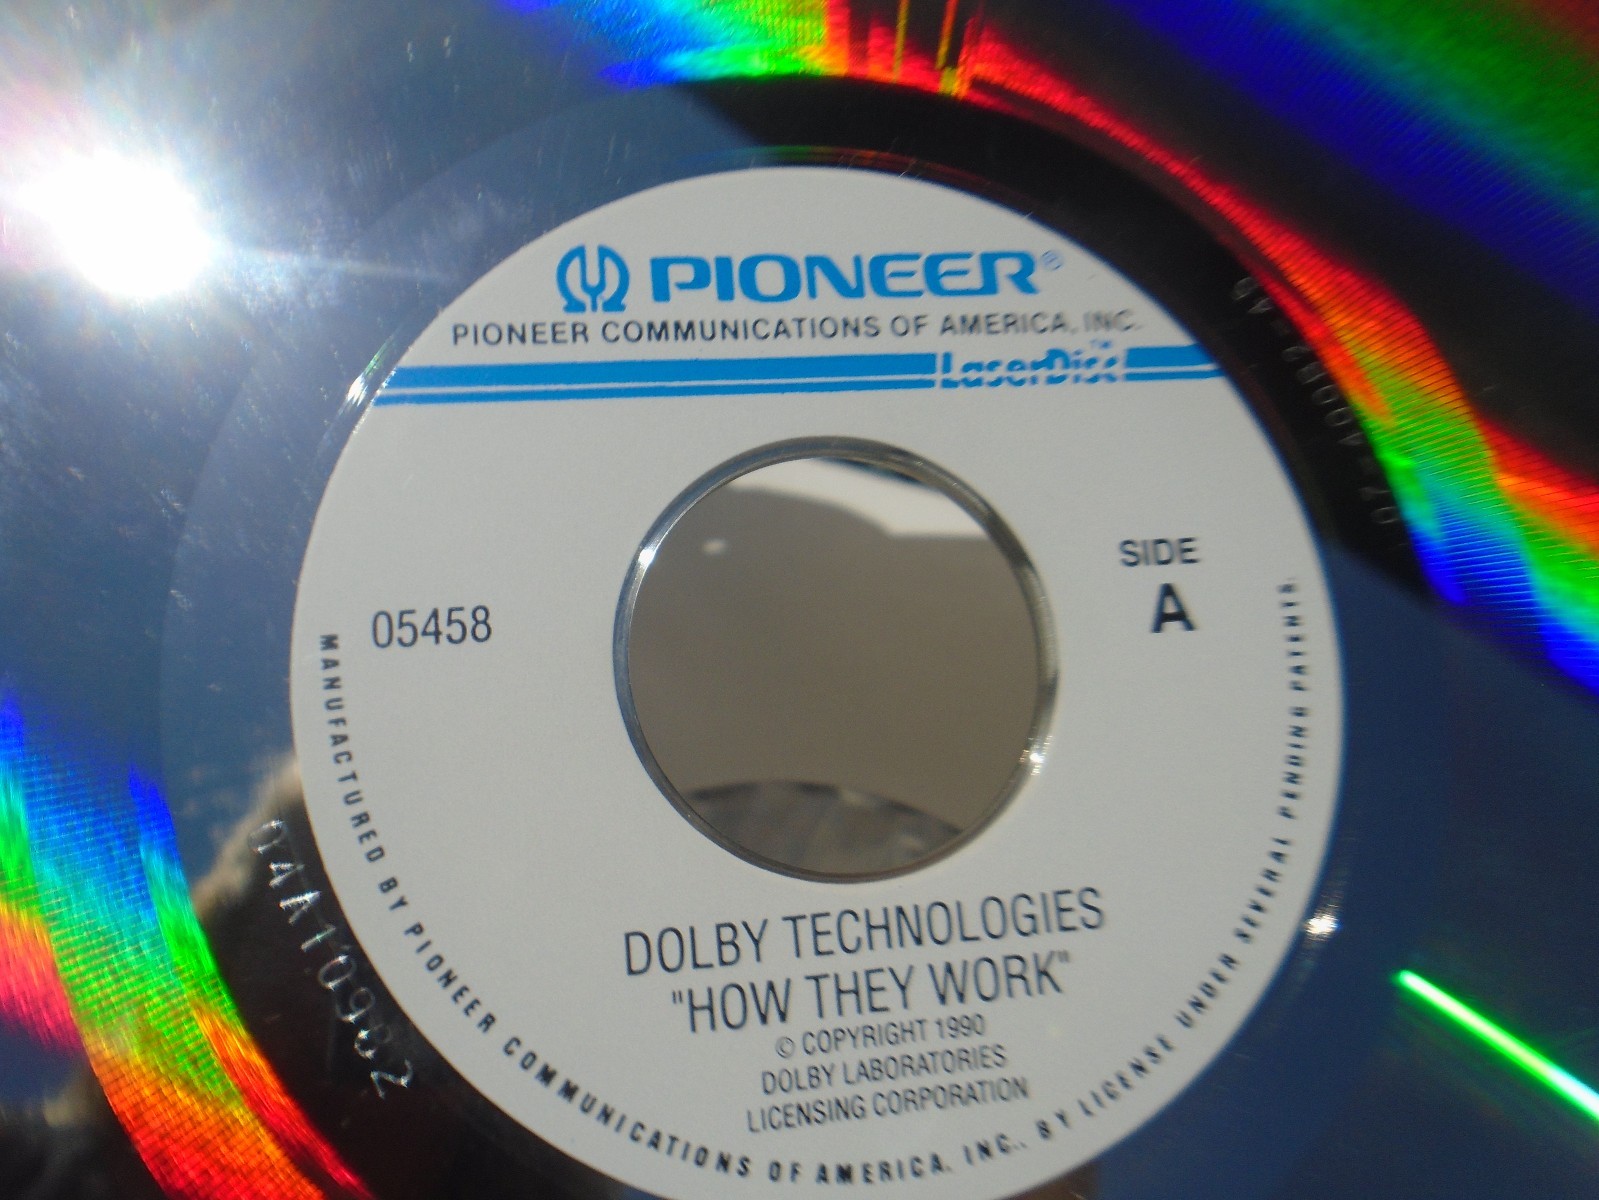 PIONEER®
PIONEER COMMUNICATIONS OF AMERICA, INC.
LaserDisc™
SIDE
A
05458
DOLBY TECHNOLOGIES
"HOW THEY WORK"
© COPYRIGHT 1990
DOLBY LABORATORIES
LICENSING CORPORATION
MANUFACTURED BY PIONEER COMMUNICATIONS OF AMERICA, INC., BY LICENSE UNDER SEVERAL PENDING PATENTS.